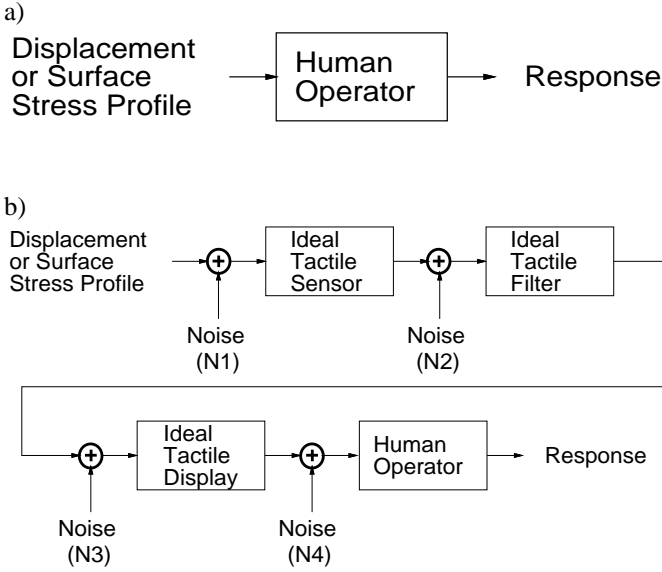 a)
Displacement
or Surface
Stress Profile
Human
Operator
Response
b)
Displacement
or Surface
Stress Profile
+
Ideal
Tactile
Sensor
+
Ideal
Tactile
Filter
Noise
(N1)
Noise
(N2)
+
Ideal
Tactile
Display
+
Human
Operator
Response
Noise
(N3)
Noise
(N4)